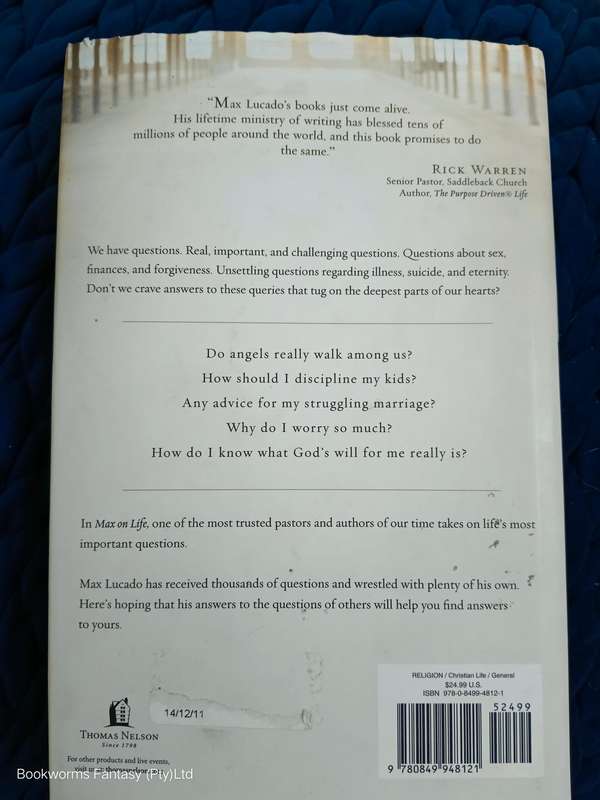 "Max Lucado's books just come alive.
His lifetime ministry of writing has blessed tens of
millions of people around the world, and this book promises to do
the same."
Rick Warren
Senior Pastor, Saddleback Church
Author, The Purpose Driven® Life
We have questions. Real, important, and challenging questions. Questions about sex,
finances, and forgiveness. Unsettling questions regarding illness, suicide, and eternity.
Don't we crave answers to these queries that tug on the deepest parts of our hearts?
Do angels really walk among us?
How should I discipline my kids?
Any advice for my struggling marriage?
Why do I worry so much?
How do I know what God's will for me really is?
In Max on Life, one of the most trusted pastors and authors of our time takes on life's most
important questions.
Max Lucado has received thousands of questions and wrestled with plenty of his own.
Here's hoping that his answers to the questions of others will help you find answers
to yours.
RELIGION / Christian Life / General
$24.99 U.S.
ISBN 978-0-8499-4812-1
52499
9 780849 948121
14/12/11
Thomas Nelson
Since 1798
For other products and live events,
Bookworms Fantasy (Pty)Ltd